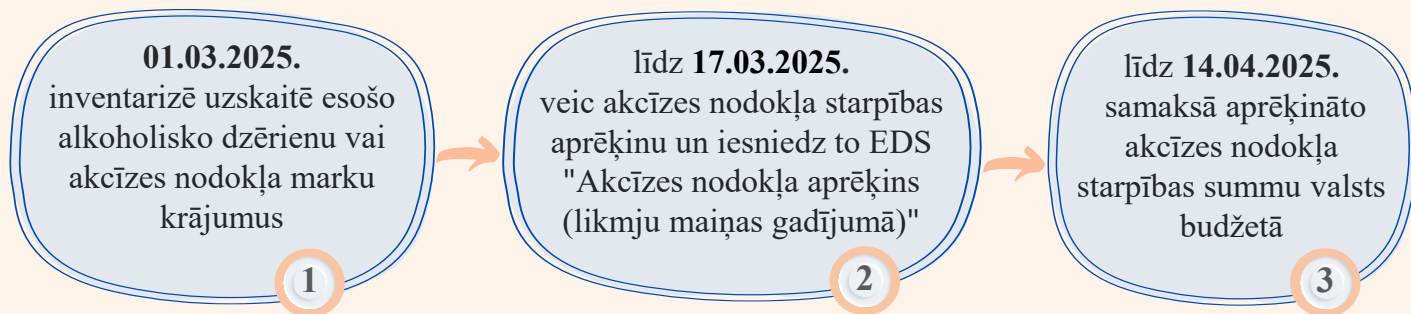 01.03.2025.
inventarizē uzskaitē esošo
alkoholisko dzērienu vai
akcīzes nodokļa marku
krājumus
1
līdz 17.03.2025.
veic akcīzes nodokļa starpības
aprēķinu un iesniedz to EDS
"Akcīzes nodokļa aprēķins
(likmju maiņas gadījumā)"
2
līdz 14.04.2025.
samaksā aprēķināto
akcīzes nodokļa
starpības summu valsts
budžetā
3